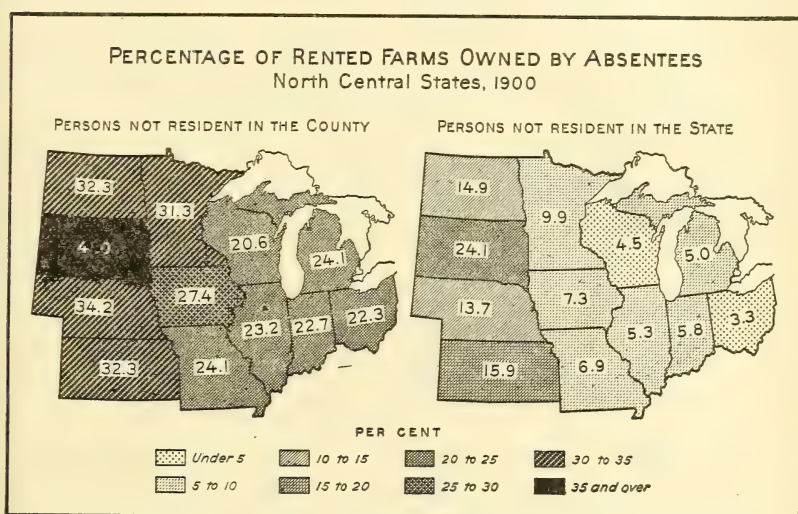 PERCENTAGE OF RENTED FARMS OWNED BY ABSENTEES
North Central States, 1900
PERSONS NOT RESIDENT IN THE COUNTY
32.3
31.3
20.6
24.1
34.2
27.4
23.2
22.7
22.3
32.3
24.1
PERSONS NOT RESIDENT IN THE STATE
14.9
9.9
4.5
5.0
24.1
7.3
13.7
5.3
5.8
3.3
15.9
6.9
PER CENT
Under 5
10 to 15
20 to 25
30 to 35
5 to 10
15 to 20
25 to 30
35 and over